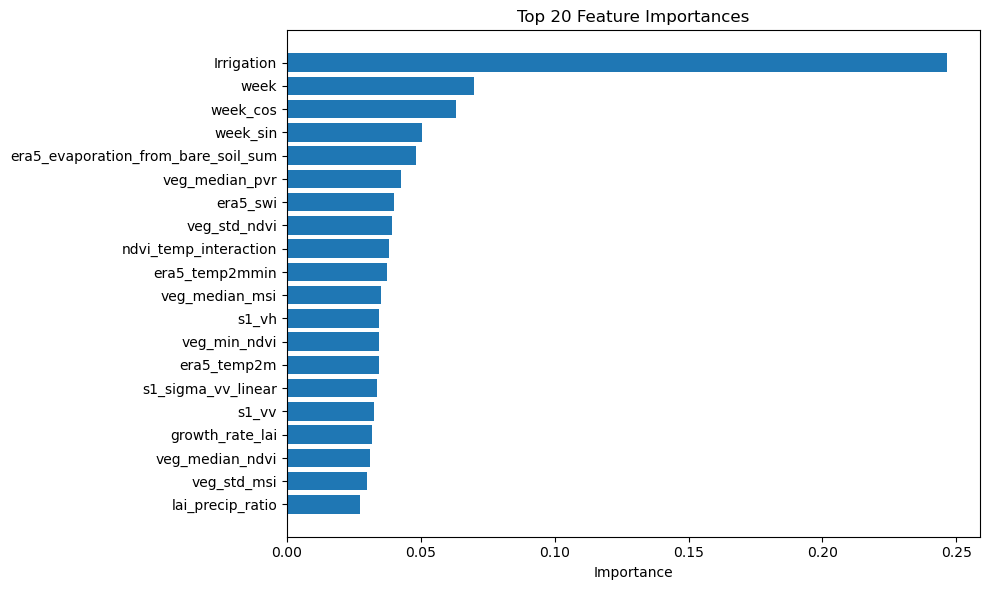 Top 20 Feature Importances
Irrigation
week
week_cos
week_sin
era5_evaporation_from_bare_soil_sum
veg_median_pvr
era5_swi
veg_std_ndvi
ndvi_temp_interaction
era5_temp2mmin
veg_median_msi
s1_vh
veg_min_ndvi
era5_temp2m
s1_sigma_vv_linear
s1_vv
growth_rate_lai
veg_median_ndvi
veg_std_msi
lai_precip_ratio
0.00 0.05 0.10 0.15 0.20 0.25
Importance